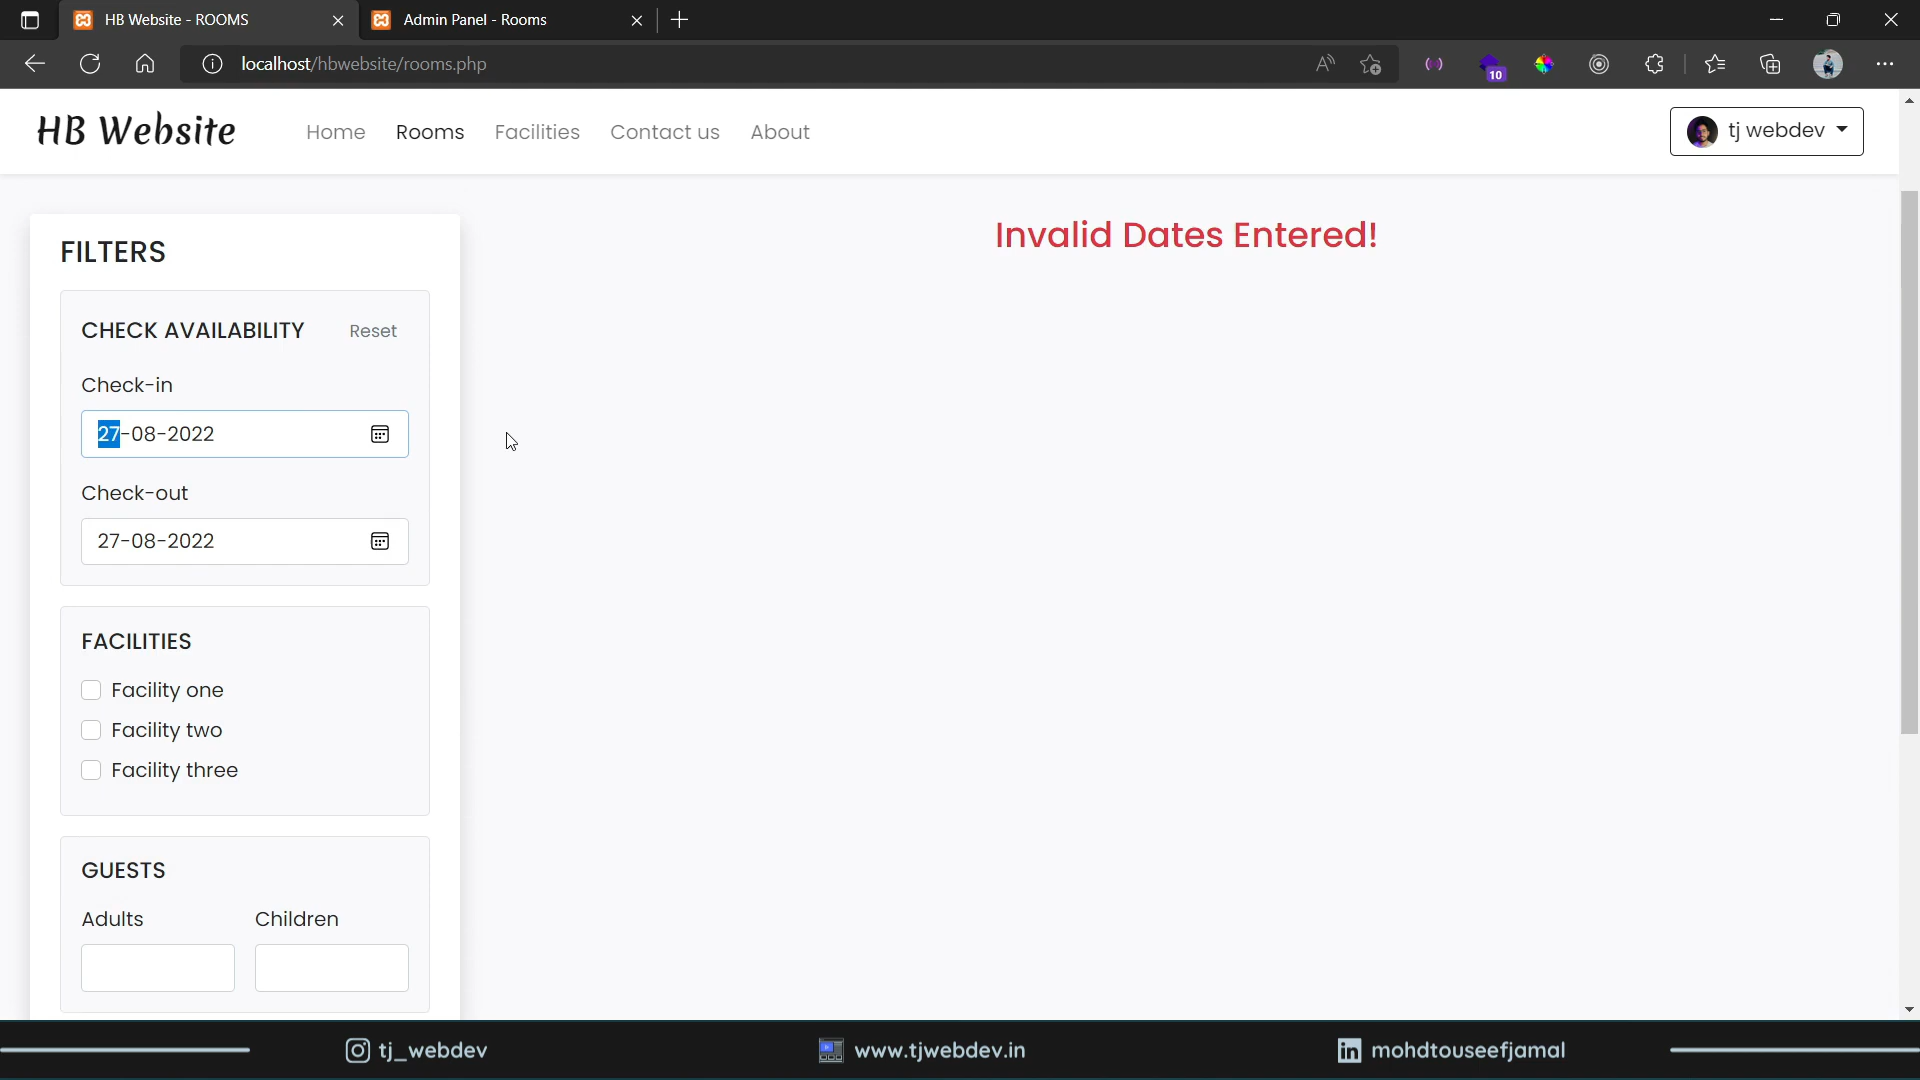 HB Website - ROOMS
Admin Panel - Rooms
localhost/hbwebsite/rooms.php
10
HB Website
Home Rooms Facilities Contact us About
tj webdev
FILTERS
CHECK AVAILABILITY Reset
Check-in
27-08-2022
Check-out
27-08-2022
FACILITIES
Facility one
Facility two
Facility three
GUESTS
Adults Children
Invalid Dates Entered!
tj_webdev
www.tjwebdev.in
in mohdtouseefjamal